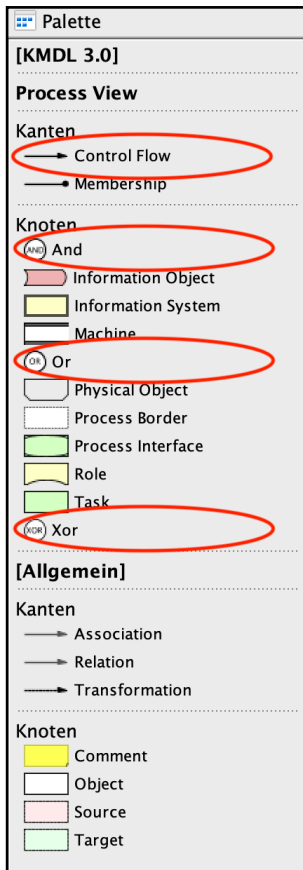 Palette
[KMDL 3.0]
Process View
Kanten
Control Flow
Membership
Knoten
AND And
Information Object
Information System
Machine
OR Or
Physical Object
Process Border
Process Interface
Role
Task
XOR Xor
[Allgemein]
Kanten
Association
Relation
Transformation
Knoten
Comment
Object
Source
Target